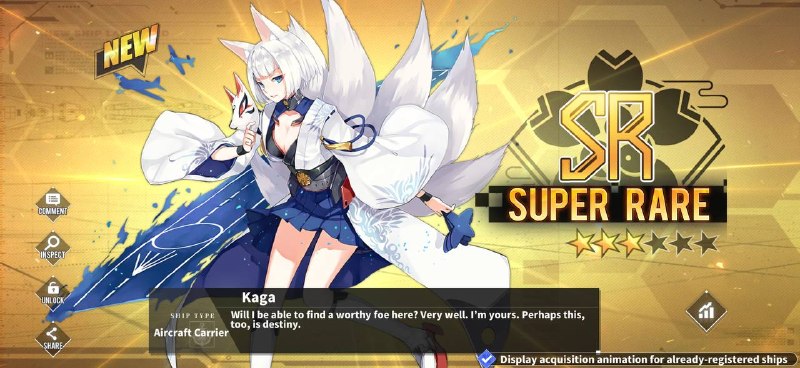 NEW
SR
SUPER RARE
COMMENT
INSPECT
UNLOCK
SHARE
Kaga
SHIP TYPE
Aircraft Carrier
Will I be able to find a worthy foe here? Very well. I'm yours. Perhaps this,
too, is destiny.
Display acquisition animation for already-registered ships